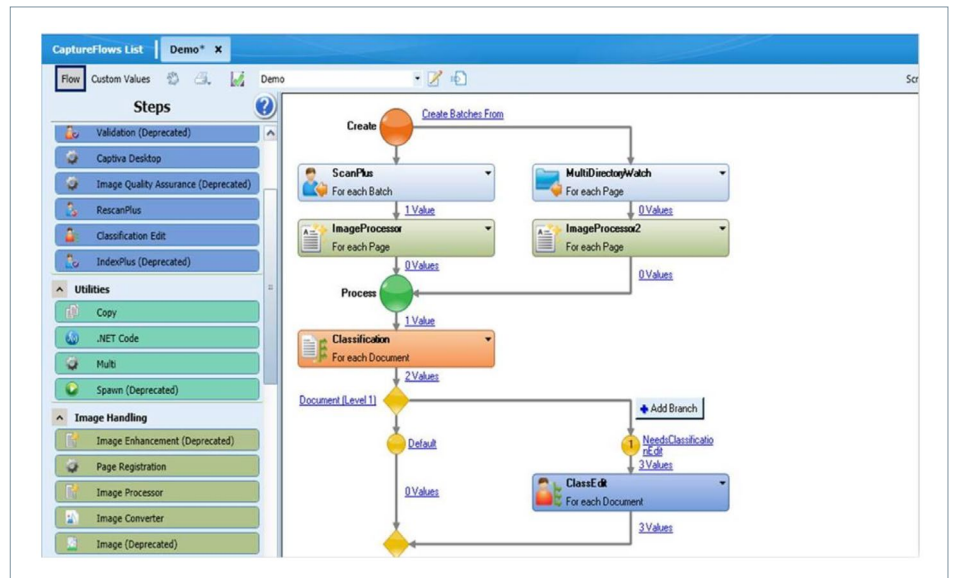 CaptureFlows List
Demo* X
Flow
Custom Values
Demo
Scr
Steps
Validation (Deprecated)
Captiva Desktop
Image Quality Assurance (Deprecated)
RescanPlus
Classification Edit
IndexPlus (Deprecated)
Utilities
Copy
.NET Code
Multi
Spawn (Deprecated)
Image Handling
Image Enhancement (Deprecated)
Page Registration
Image Processor
Image Converter
Image (Deprecated)
Create
Create Batches From
ScanPlus
For each Batch
MultiDirectoryWatch
For each Page
1 Value
0 Values
ImageProcessor
For each Page
ImageProcessor2
For each Page
0 Values
0 Values
Process
1 Value
Classification
For each Document
2 Values
Document (Level 1)
Add Branch
Default
1
NeedsClassificatio
nEdit
3 Values
0 Values
ClassEdit
For each Document
3 Values